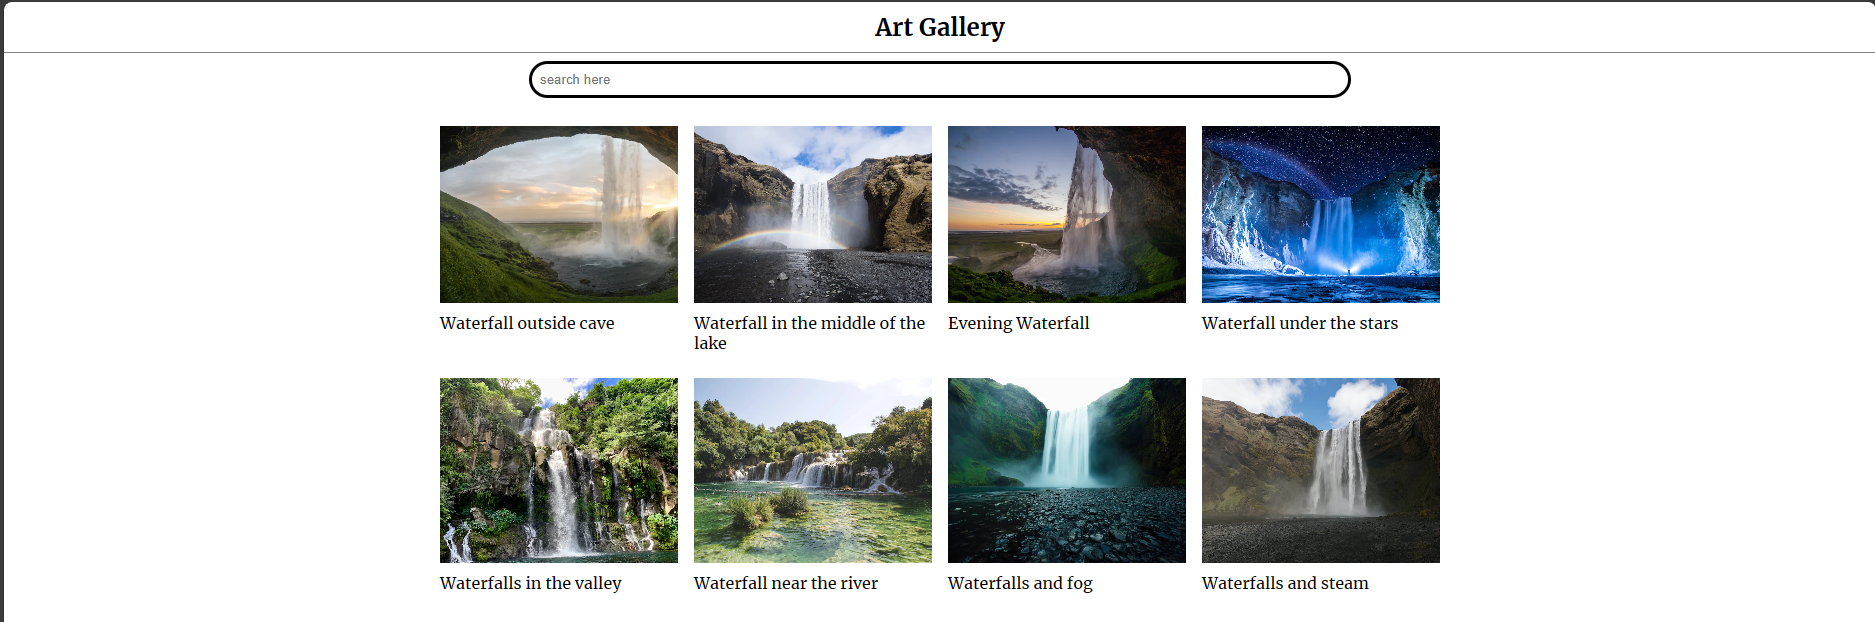 Art Gallery
search here
Waterfall outside cave
Waterfall in the middle of the
lake
Evening Waterfall
Waterfall under the stars
Waterfalls in the valley
Waterfall near the river
Waterfalls and fog
Waterfalls and steam